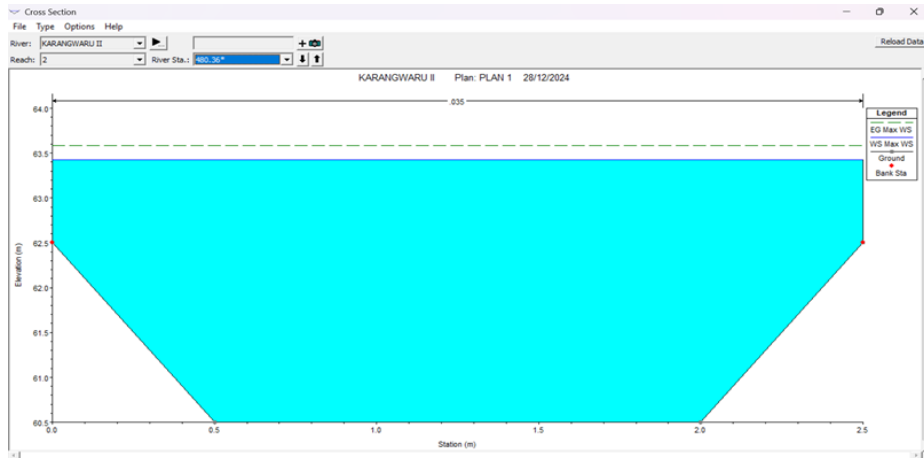 Cross Section
File Type Options Help
River: KARANGWARU II
Reload Data
Reach: 2 River Sta.: 480.36*
KARANGWARU II Plan: PLAN 1 28/12/2024
.035
Legend
EG Max WS
WS Max WS
Ground
Bank Sta
Elevation (m)
64.0
63.5
63.0
62.5
62.0
61.5
61.0
60.5
0.0 0.5 1.0 1.5 2.0 2.5
Station (m)